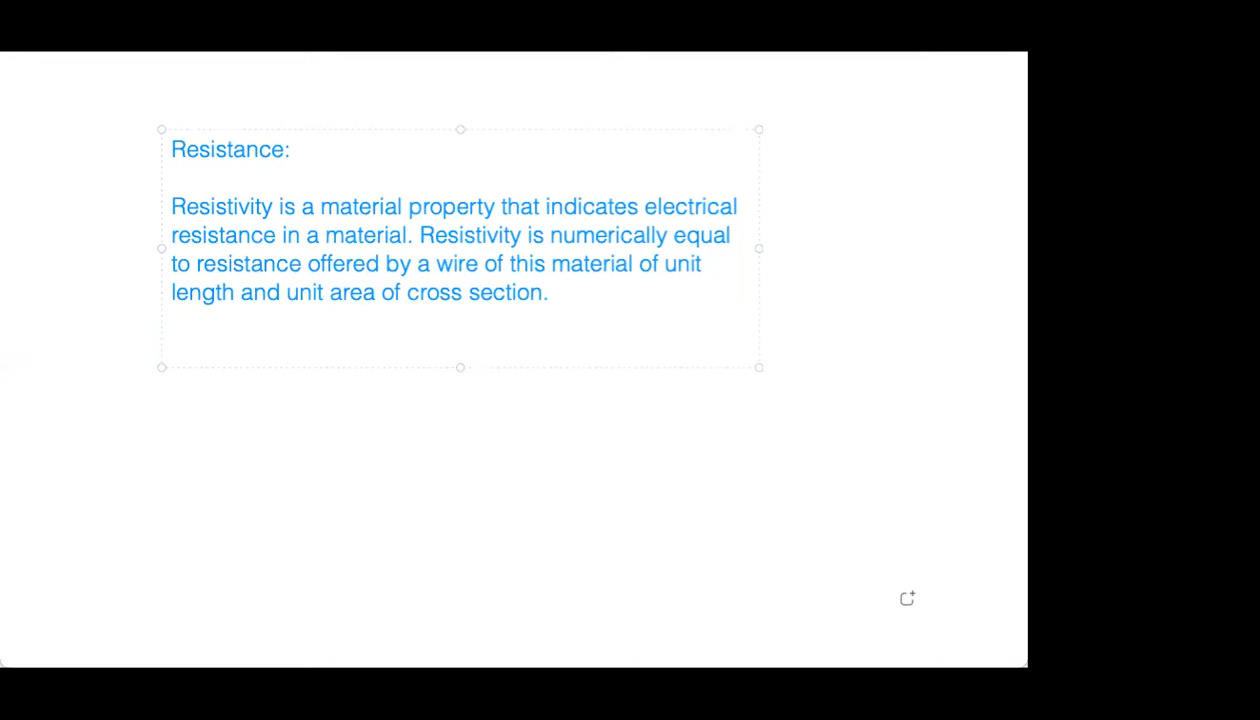 Resistance:
Resistivity is a material property that indicates electrical
resistance in a material. Resistivity is numerically equal
to resistance offered by a wire of this material of unit
length and unit area of cross section.